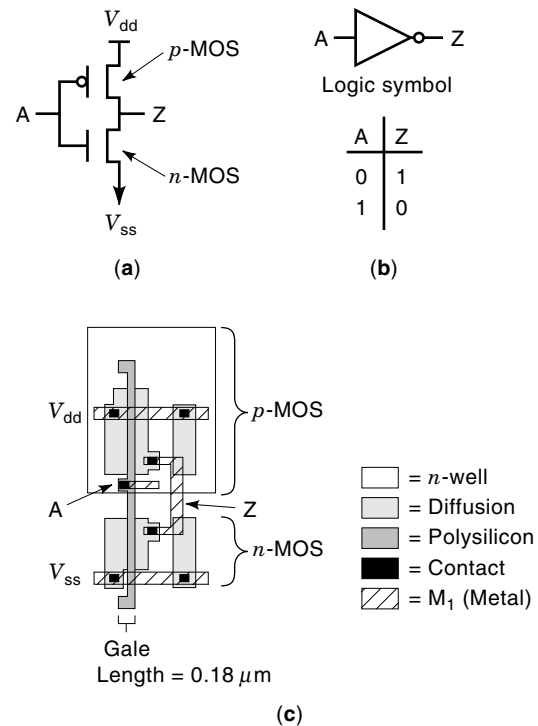 V_dd
p-MOS
A
Z
n-MOS
V_ss
(a)
A
Z
Logic symbol
A Z
0 1
1 0
(b)
V_dd
p-MOS
A
Z
n-MOS
V_ss
Gale
Length = 0.18 μm
= n-well
= Diffusion
= Polysilicon
= Contact
= M₁ (Metal)
(c)